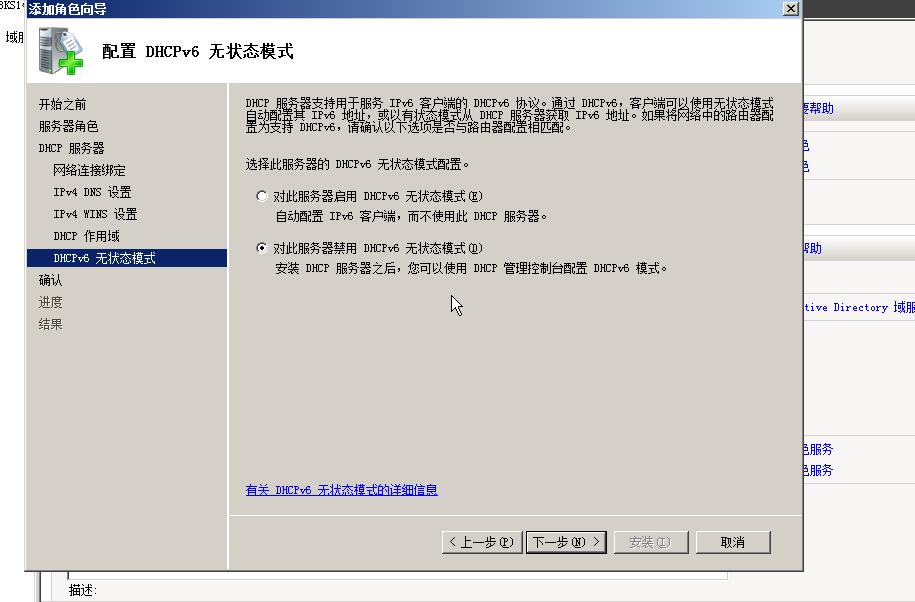 添加角色向导
域服
配置 DHCPv6 无状态模式
开始之前
服务器角色
DHCP 服务器
网络连接绑定
IPv4 DNS 设置
IPv4 WINS 设置
DHCP 作用域
DHCPv6 无状态模式
确认
进度
结果
DHCP 服务器支持用于服务 IPv6 客户端的 DHCPv6 协议。通过 DHCPv6，客户端可以使用无状态模式
自动配置其 IPv6 地址，或以有状态模式从 DHCP 服务器获取 IPv6 地址。如果将网络中的路由器配
置为支持 DHCPv6，请确认以下选项是否与路由器配置相匹配。
选择此服务器的 DHCPv6 无状态模式配置。
对此服务器启用 DHCPv6 无状态模式(E)
自动配置 IPv6 客户端，而不使用此 DHCP 服务器。
对此服务器禁用 DHCPv6 无状态模式(D)
安装 DHCP 服务器之后，您可以使用 DHCP 管理控制台配置 DHCPv6 模式。
有关 DHCPv6 无状态模式的详细信息
< 上一步(P)
下一步(N) >
安装(I)
取消
要帮助
色
色
帮助
tive Directory 域服
色服务
色服务
描述: